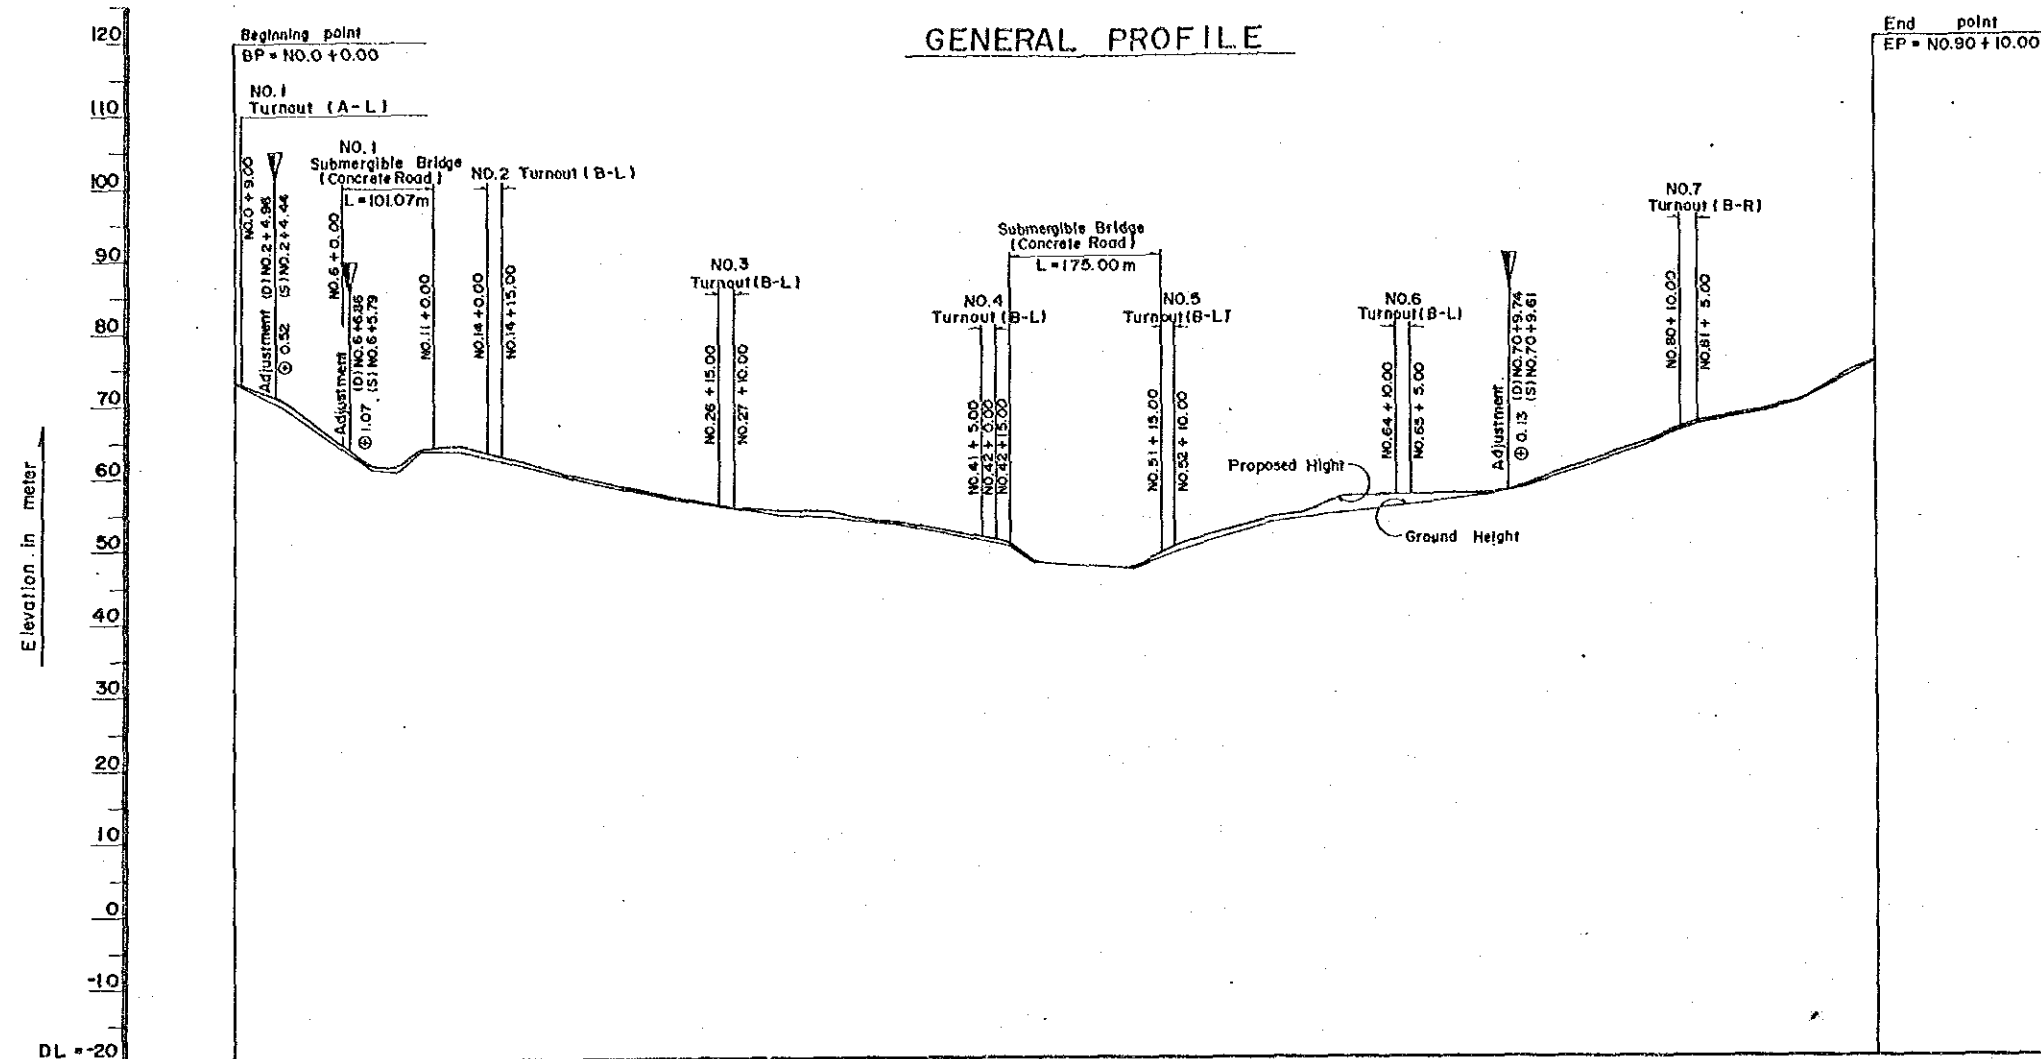 GENERAL PROFILE
Beginning point
BP = NO.0 +0.00
End point
EP = NO.90 + 10.00
NO.1
Turnout (A-L)
NO.0 + 9.00
Adjustment (D) NO.2 + 4.96
(S) NO.2 + 4.44
⊕ 0.52
NO.1
Submergible Bridge
(Concrete Road)
L = 101.07m
NO.6 + 0.00
Adjustment
(D) NO.6 + 6.86
⊕ 1.07 (S) NO.6 + 5.79
NO.11 + 0.00
NO.2 Turnout (B-L)
NO.14 + 0.00
NO.14 + 15.00
NO.3
Turnout (B-L)
NO.26 + 15.00
NO.27 + 10.00
NO.4
Turnout (B-L)
NO.41 + 5.00
NO.42 + 0.00
NO.42 + 15.00
Submergible Bridge
(Concrete Road)
L = 175.00 m
NO.5
Turnout (B-L)
NO.51 + 15.00
NO.52 + 10.00
Proposed Hight
Ground Height
NO.6
Turnout (B-L)
NO.64 + 10.00
NO.65 + 5.00
Adjustment
⊕ 0.13 (D) NO.70 + 9.74
(S) NO.70 + 9.61
NO.7
Turnout (B-R)
NO.80 + 10.00
NO.81 + 5.00
Elevation in meter
120
110
100
90
80
70
60
50
40
30
20
10
0
-10
DL = -20